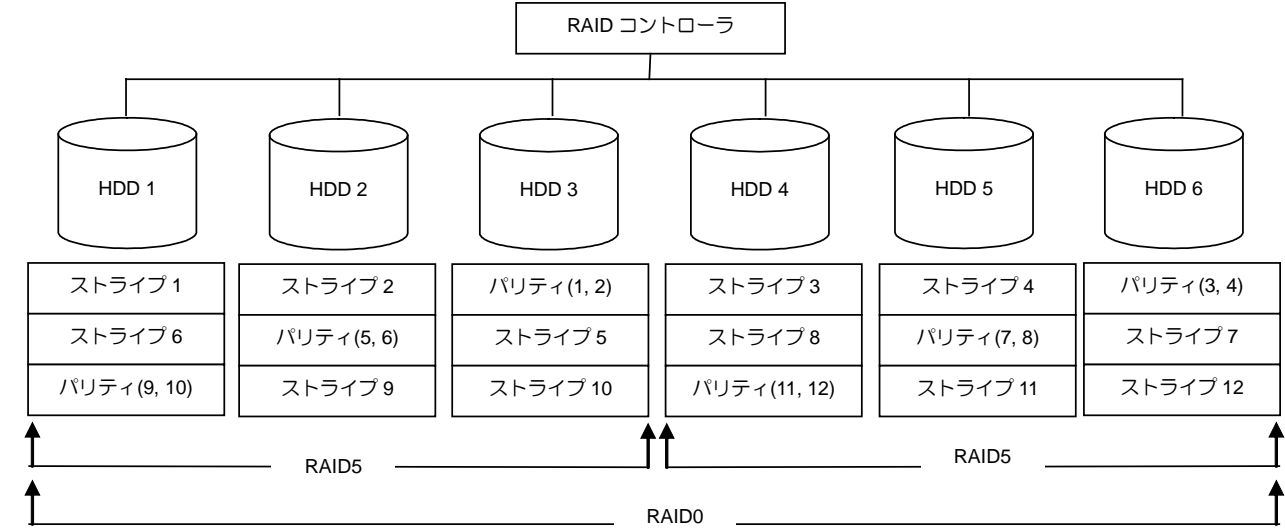 RAID コントローラ
HDD 1
HDD 2
HDD 3
HDD 4
HDD 5
HDD 6
ストライプ 1
ストライプ 2
パリティ(1, 2)
ストライプ 3
ストライプ 4
パリティ(3, 4)
ストライプ 6
パリティ(5, 6)
ストライプ 5
ストライプ 8
パリティ(7, 8)
ストライプ 7
パリティ(9, 10)
ストライプ 9
ストライプ 10
パリティ(11, 12)
ストライプ 11
ストライプ 12
RAID5
RAID5
RAID0